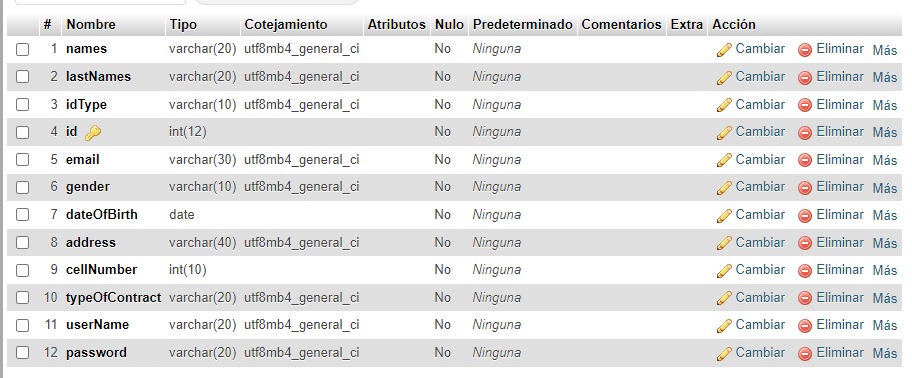 # Nombre Tipo Cotejamiento Atributos Nulo Predeterminado Comentarios Extra Acción
1 names varchar(20) utf8mb4_general_ci No Ninguna Cambiar Eliminar Más
2 lastNames varchar(20) utf8mb4_general_ci No Ninguna Cambiar Eliminar Más
3 idType varchar(10) utf8mb4_general_ci No Ninguna Cambiar Eliminar Más
4 id int(12) No Ninguna Cambiar Eliminar Más
5 email varchar(30) utf8mb4_general_ci No Ninguna Cambiar Eliminar Más
6 gender varchar(10) utf8mb4_general_ci No Ninguna Cambiar Eliminar Más
7 dateOfBirth date No Ninguna Cambiar Eliminar Más
8 address varchar(40) utf8mb4_general_ci No Ninguna Cambiar Eliminar Más
9 cellNumber int(10) No Ninguna Cambiar Eliminar Más
10 typeOfContract varchar(20) utf8mb4_general_ci No Ninguna Cambiar Eliminar Más
11 userName varchar(20) utf8mb4_general_ci No Ninguna Cambiar Eliminar Más
12 password varchar(20) utf8mb4_general_ci No Ninguna Cambiar Eliminar Más